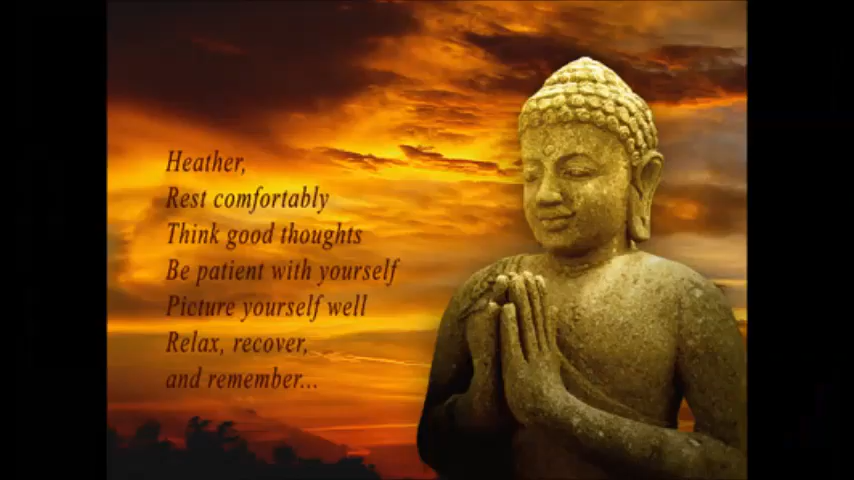 Heather,
Rest comfortably
Think good thoughts
Be patient with yourself
Picture yourself well
Relax, recover,
and remember...